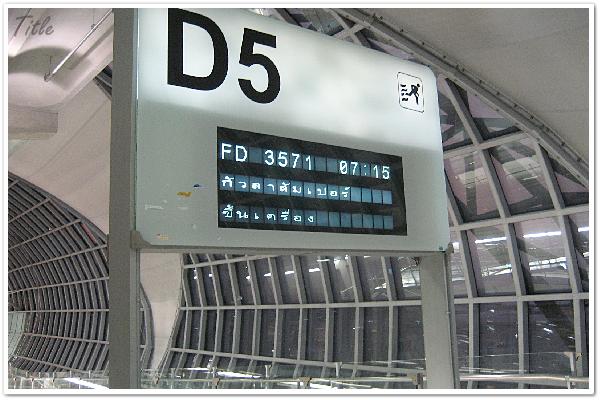 Title
D5
FD 3571 07:15
กัวลาลัมเปอร์
ขึ้นเครื่อง